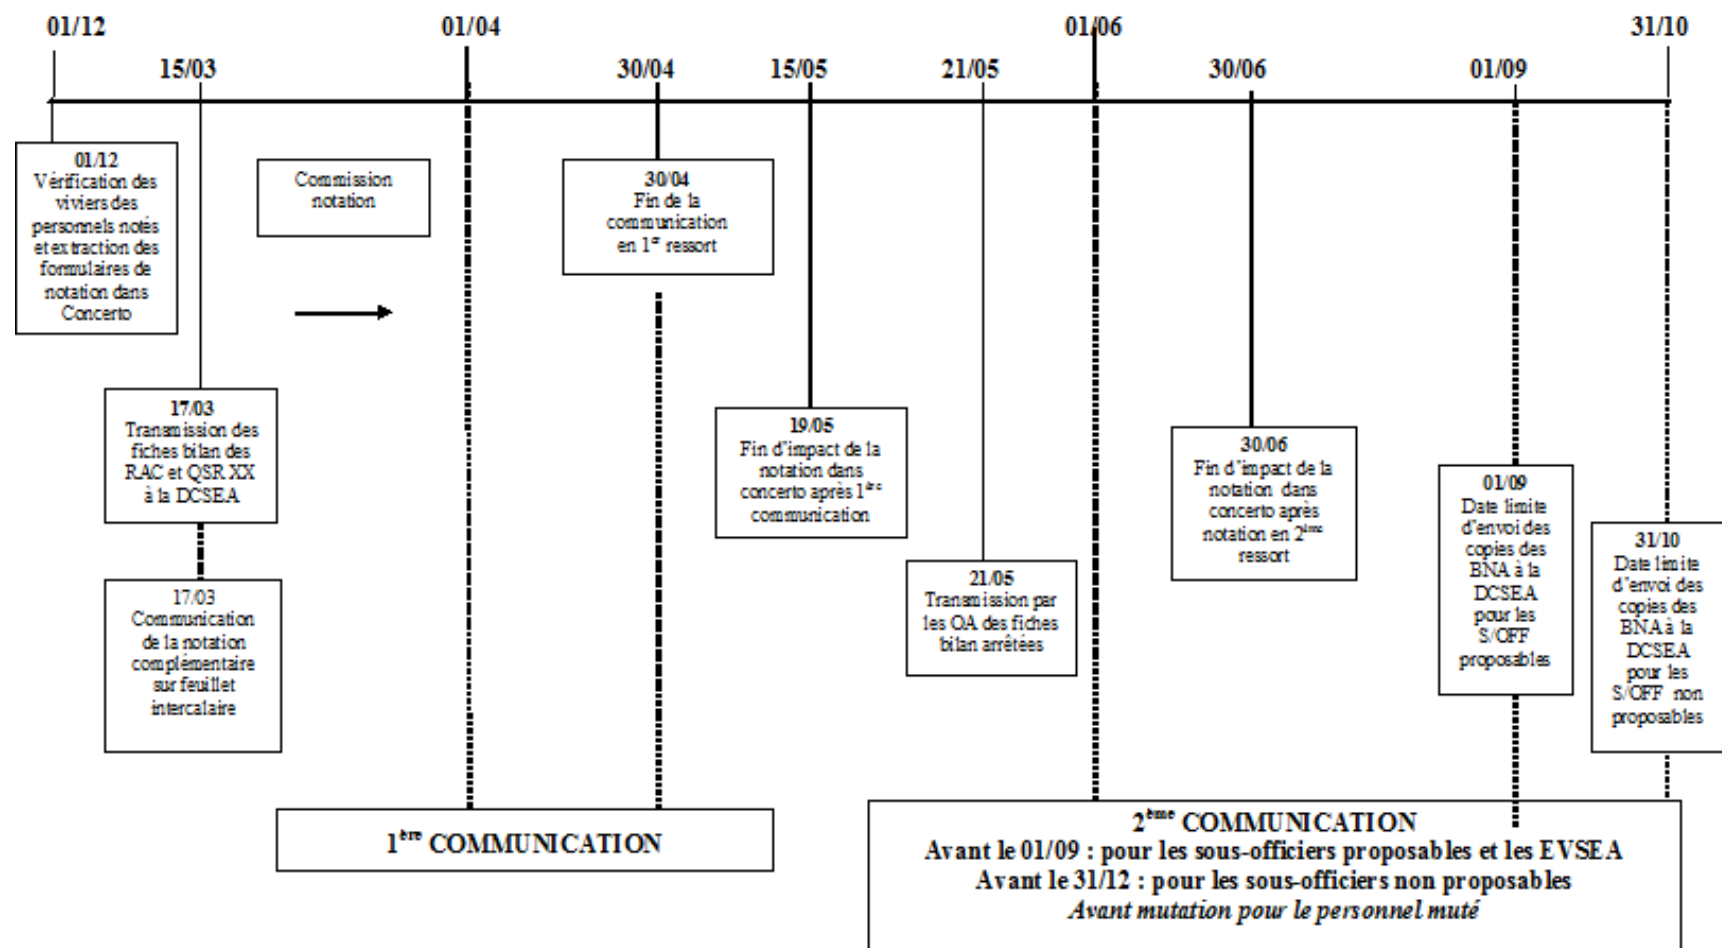 01/12
01/04
01/06
31/10
15/03
30/04
15/05
21/05
30/06
01/09
01/12
Vérification des
viviers des
personnels notés
et extraction des
formulaires de
notation dans
Concerto
Commission
notation
30/04
Fin de la
communication
en 1er ressort
17/03
Transmission des
fiches bilan des
RAC et QSR XX
à la DCSEA
17/03
Communication
de la notation
complémentaire
sur feuillet
intercalaire
19/05
Fin d'impact de la
notation dans
concerto après 1ère
communication
21/05
Transmission par
les OA des fiches
bilan arrêtées
30/06
Fin d'impact de la
notation dans
concerto après
notation en 2ème
ressort
01/09
Date limite
d'envoi des
copies des
BNA à la
DCSEA
pour les
S/OFF
proposables
31/10
Date limite
d'envoi des
copies des
BNA à la
DCSEA
pour les
S/OFF non
proposables
1ère COMMUNICATION
2ème COMMUNICATION
Avant le 01/09 : pour les sous-officiers proposables et les EVSEA
Avant le 31/12 : pour les sous-officiers non proposables
Avant mutation pour le personnel muté